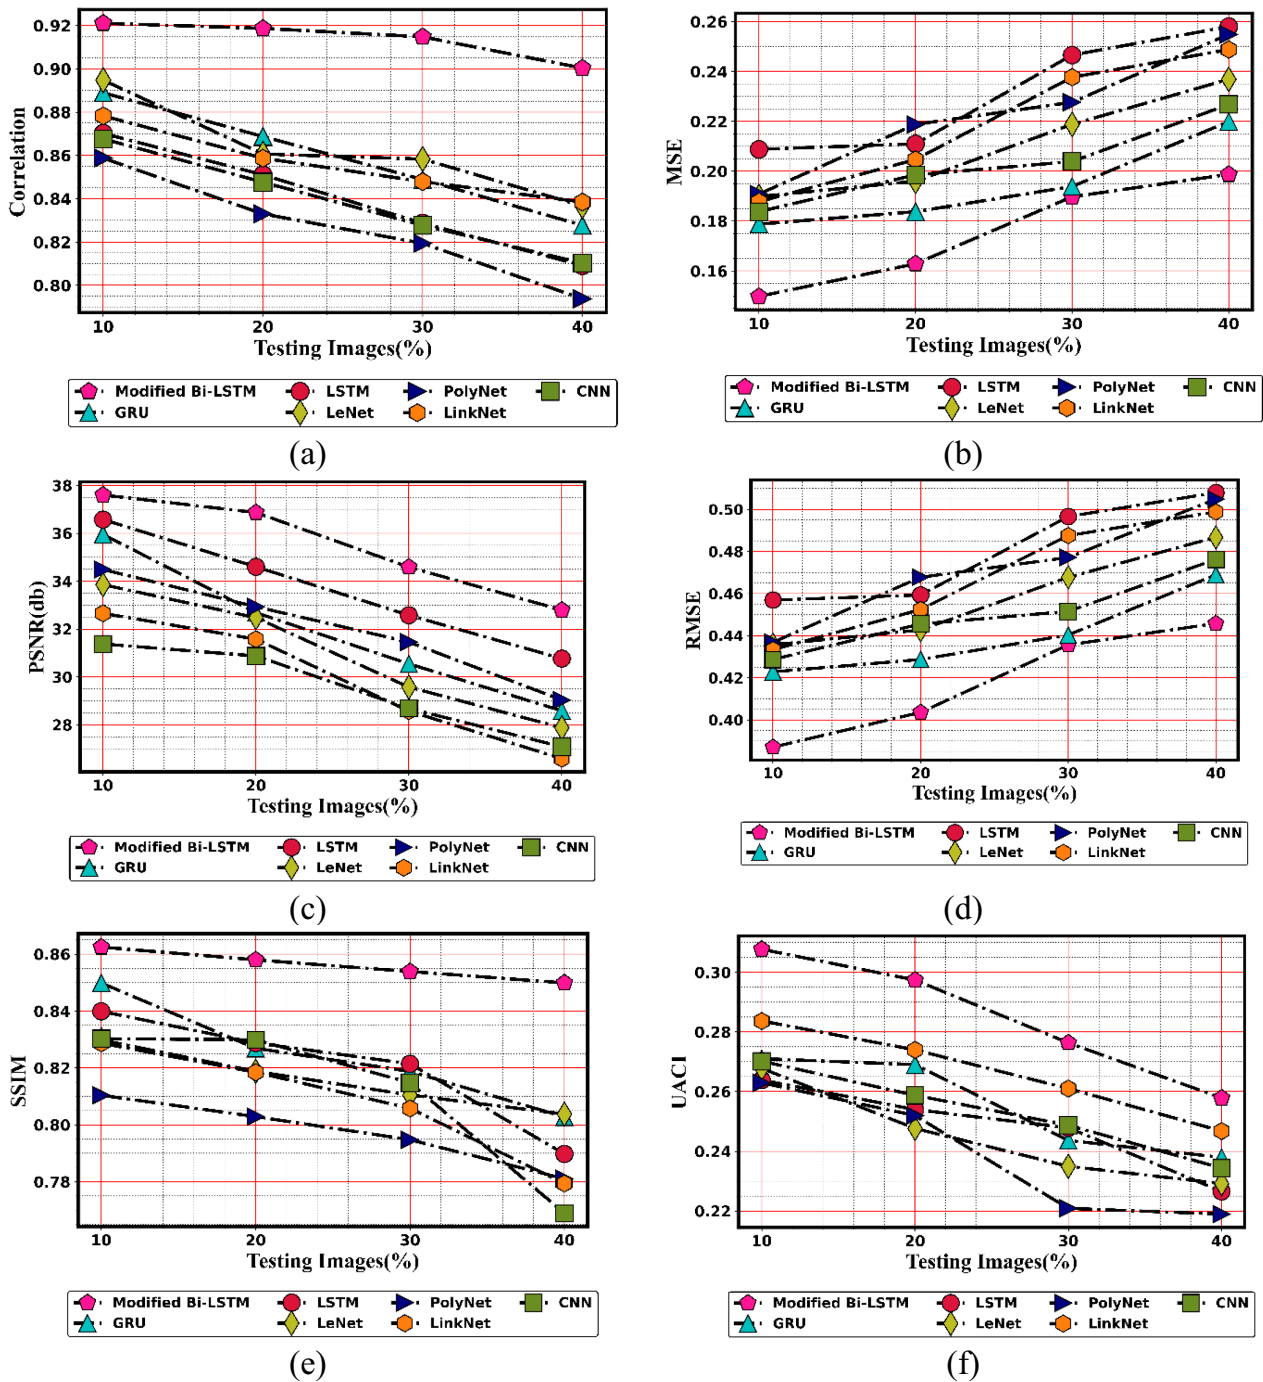 0.92
0.90
0.88
0.86
0.84
0.82
0.80
Correlation
10 20 30 40
Testing Images(%)
Modified Bi-LSTM LSTM PolyNet CNN
GRU LeNet LinkNet
(a)
0.26
0.24
0.22
0.20
0.18
0.16
MSE
10 20 30 40
Testing Images(%)
Modified Bi-LSTM LSTM PolyNet CNN
GRU LeNet LinkNet
(b)
38
36
34
32
30
28
PSNR(db)
10 20 30 40
Testing Images(%)
Modified Bi-LSTM LSTM PolyNet CNN
GRU LeNet LinkNet
(c)
0.50
0.48
0.46
0.44
0.42
0.40
RMSE
10 20 30 40
Testing Images(%)
Modified Bi-LSTM LSTM PolyNet CNN
GRU LeNet LinkNet
(d)
0.86
0.84
0.82
0.80
0.78
SSIM
10 20 30 40
Testing Images(%)
Modified Bi-LSTM LSTM PolyNet CNN
GRU LeNet LinkNet
(e)
0.30
0.28
0.26
0.24
0.22
UACI
10 20 30 40
Testing Images(%)
Modified Bi-LSTM LSTM PolyNet CNN
GRU LeNet LinkNet
(f)